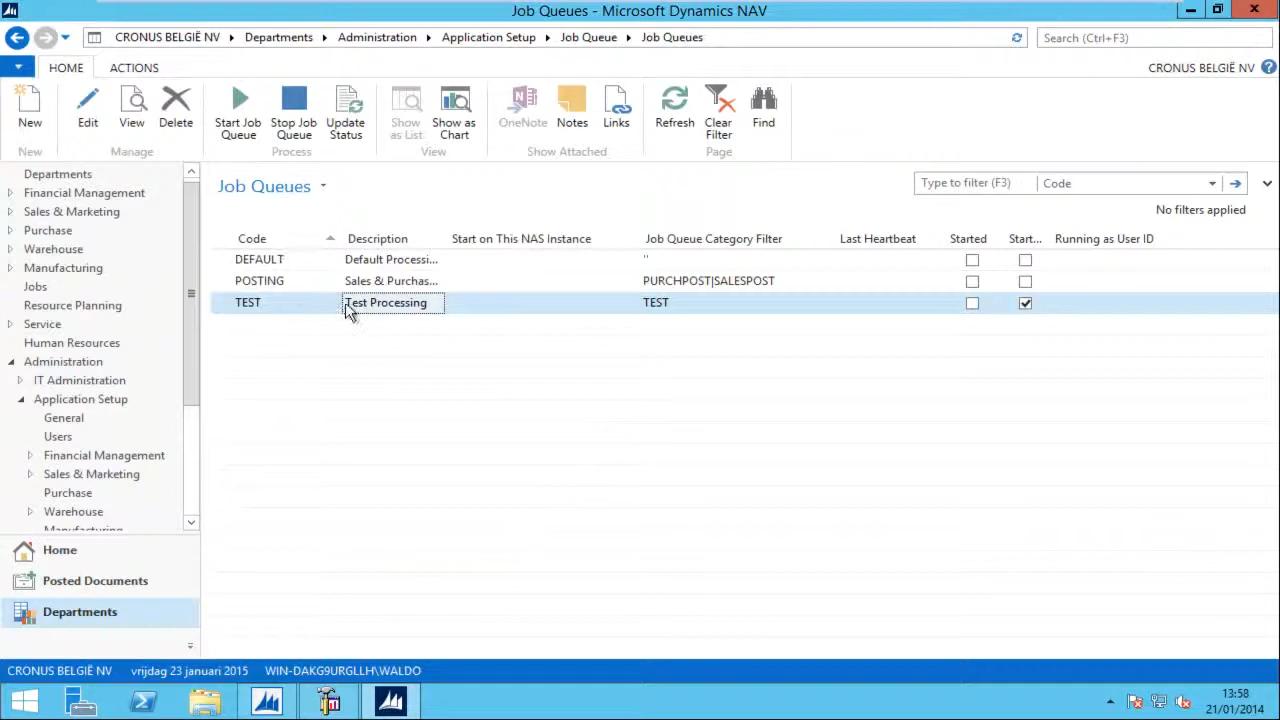 Job Queues - Microsoft Dynamics NAV
CRONUS BELGIË NV Departments Administration Application Setup Job Queue Job Queues Search (Ctrl+F3)
HOME ACTIONS CRONUS BELGIË NV
New Edit View Delete Start Job Queue Stop Job Queue Update Status Show as List Show as Chart OneNote Notes Links Refresh Clear Filter Find
New Manage Process View Show Attached Page
Departments
Financial Management
Sales & Marketing
Purchase
Warehouse
Manufacturing
Jobs
Resource Planning
Service
Human Resources
Administration
IT Administration
Application Setup
General
Users
Financial Management
Sales & Marketing
Purchase
Warehouse
Manufacturing
Home
Posted Documents
Departments
Job Queues Type to filter (F3) Code
No filters applied
Code Description Start on This NAS Instance Job Queue Category Filter Last Heartbeat Started Start... Running as User ID
DEFAULT Default Processi... ''
POSTING Sales & Purchas... PURCHPOST|SALESPOST
TEST Test Processing TEST
CRONUS BELGIË NV vrijdag 23 januari 2015 WIN-DAKG9URGLLH\WALDO
13:58
21/01/2014